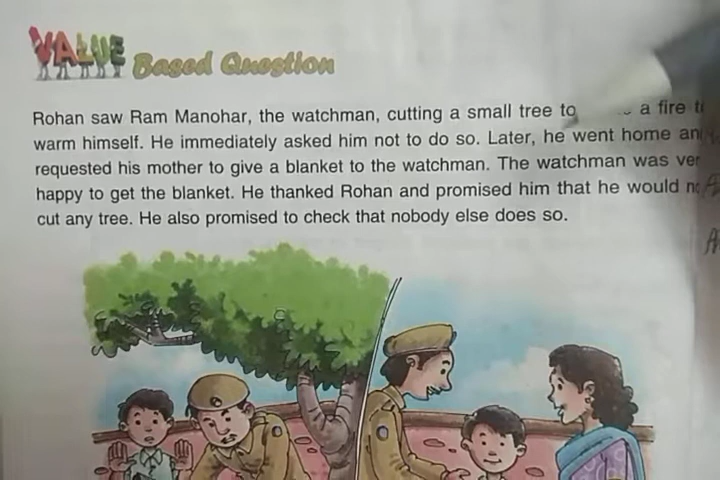 VALUE Based Question
Rohan saw Ram Manohar, the watchman, cutting a small tree to a fire
warm himself. He immediately asked him not to do so. Later, he went home
requested his mother to give a blanket to the watchman. The watchman was
happy to get the blanket. He thanked Rohan and promised him that he would
cut any tree. He also promised to check that nobody else does so.